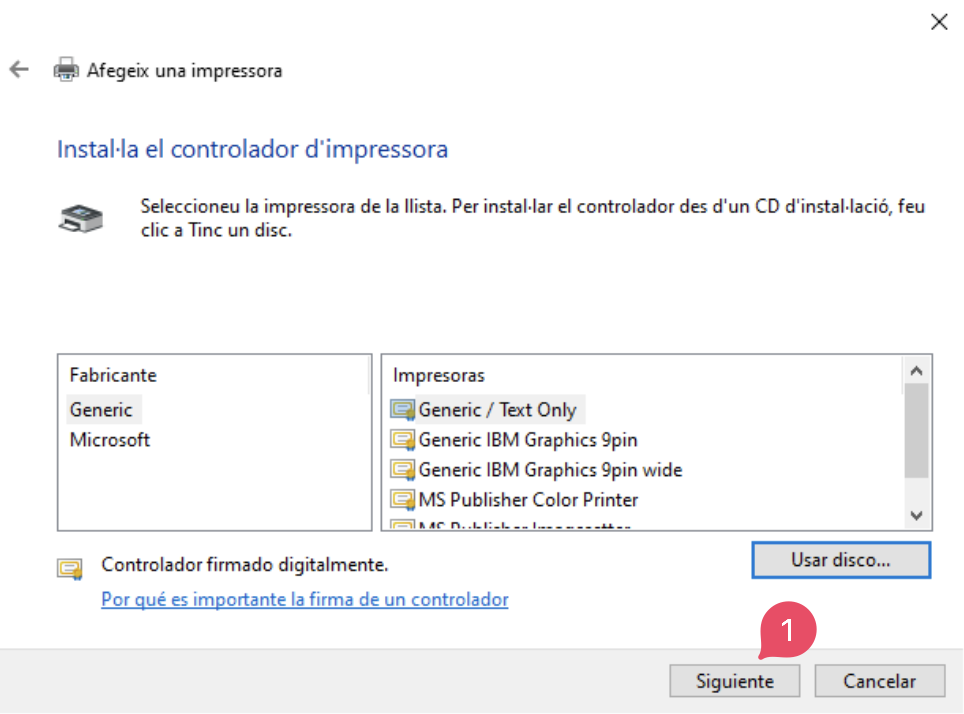 Afegeix una impressora
Instal·la el controlador d'impressora
Seleccioneu la impressora de la llista. Per instal·lar el controlador des d'un CD d'instal·lació, feu
clic a Tinc un disc.
Fabricante
Generic
Microsoft
Impresoras
Generic / Text Only
Generic IBM Graphics 9pin
Generic IBM Graphics 9pin wide
MS Publisher Color Printer
MS Publisher Imagesetter
Controlador firmado digitalmente.
Usar disco...
Por qué es importante la firma de un controlador
1
Siguiente
Cancelar